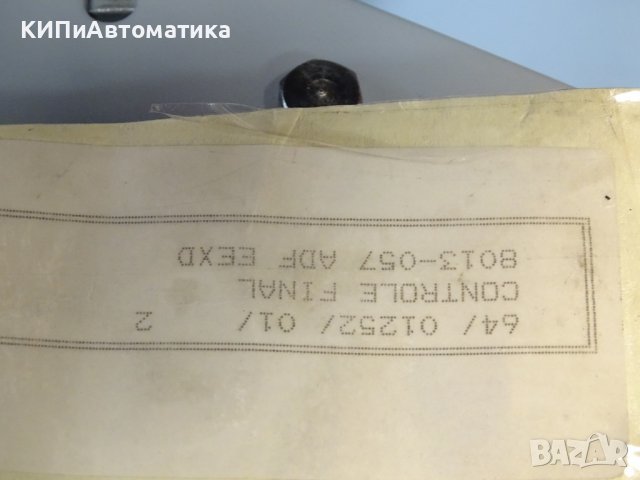 КИПиАвтоматика
64/ 01252/ 01/ 2
CONTROLE FINAL
8013-057 ADF EEXD
BAZAR